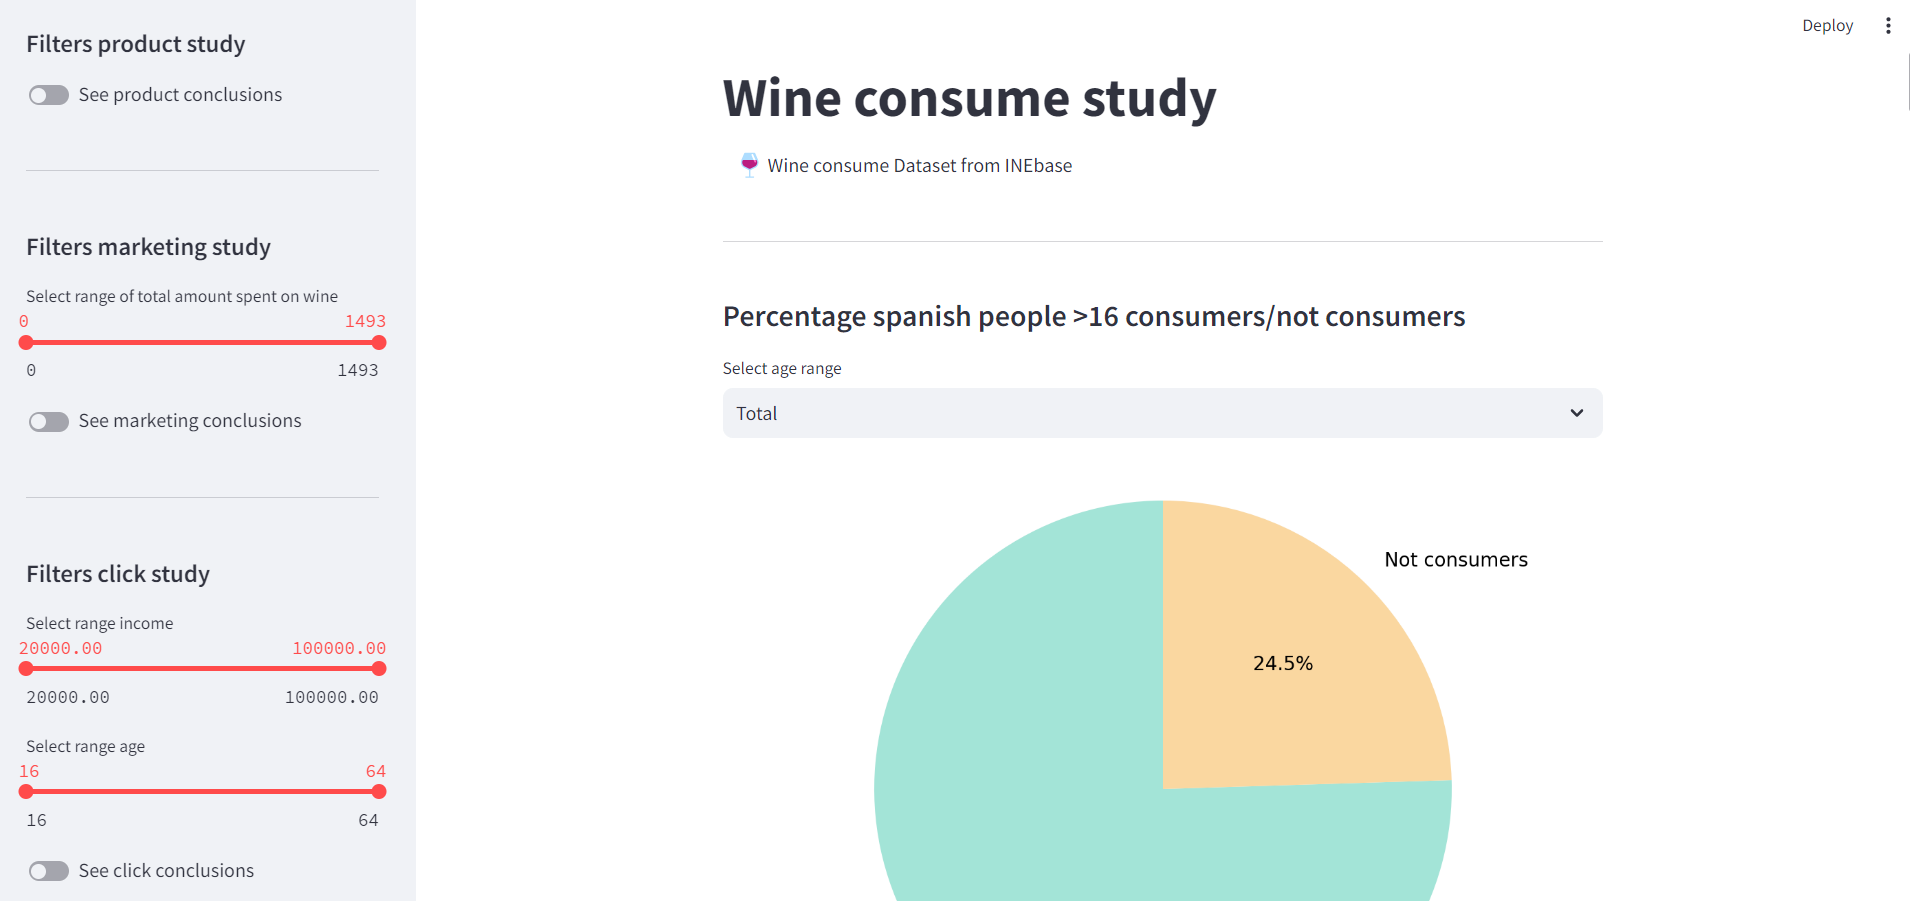 Filters product study
See product conclusions
Filters marketing study
Select range of total amount spent on wine
0 1493
0 1493
See marketing conclusions
Filters click study
Select range income
20000.00 100000.00
20000.00 100000.00
Select range age
16 64
16 64
See click conclusions
Deploy
Wine consume study
Wine consume Dataset from INEbase
Percentage spanish people >16 consumers/not consumers
Select age range
Total
Not consumers
24.5%